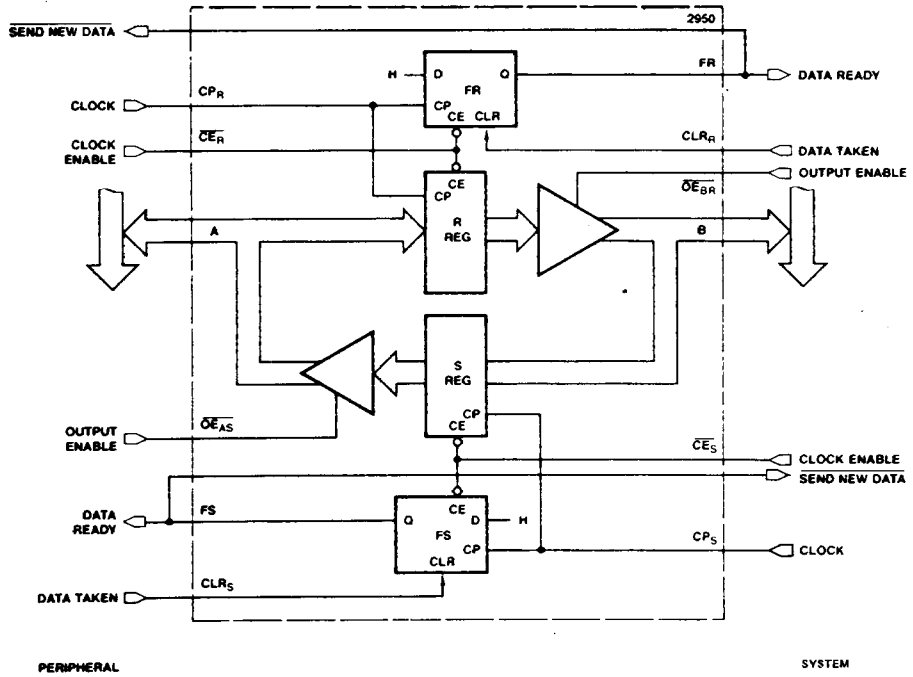 2950
SEND NEW DATA
FR
DATA READY
H
D
Q
FR
CP
CE
CLR
CLOCK
CP_R
CLOCK ENABLE
CE_R
CLR_R
DATA TAKEN
OUTPUT ENABLE
OE_BR
CE
CP
R
REG
A
B
S
REG
CP
CE
OUTPUT ENABLE
OE_AS
CE_S
CLOCK ENABLE
SEND NEW DATA
DATA READY
FS
Q
CE
D
H
FS
CP
CLR
CP_S
CLOCK
DATA TAKEN
CLR_S
PERIPHERAL
SYSTEM